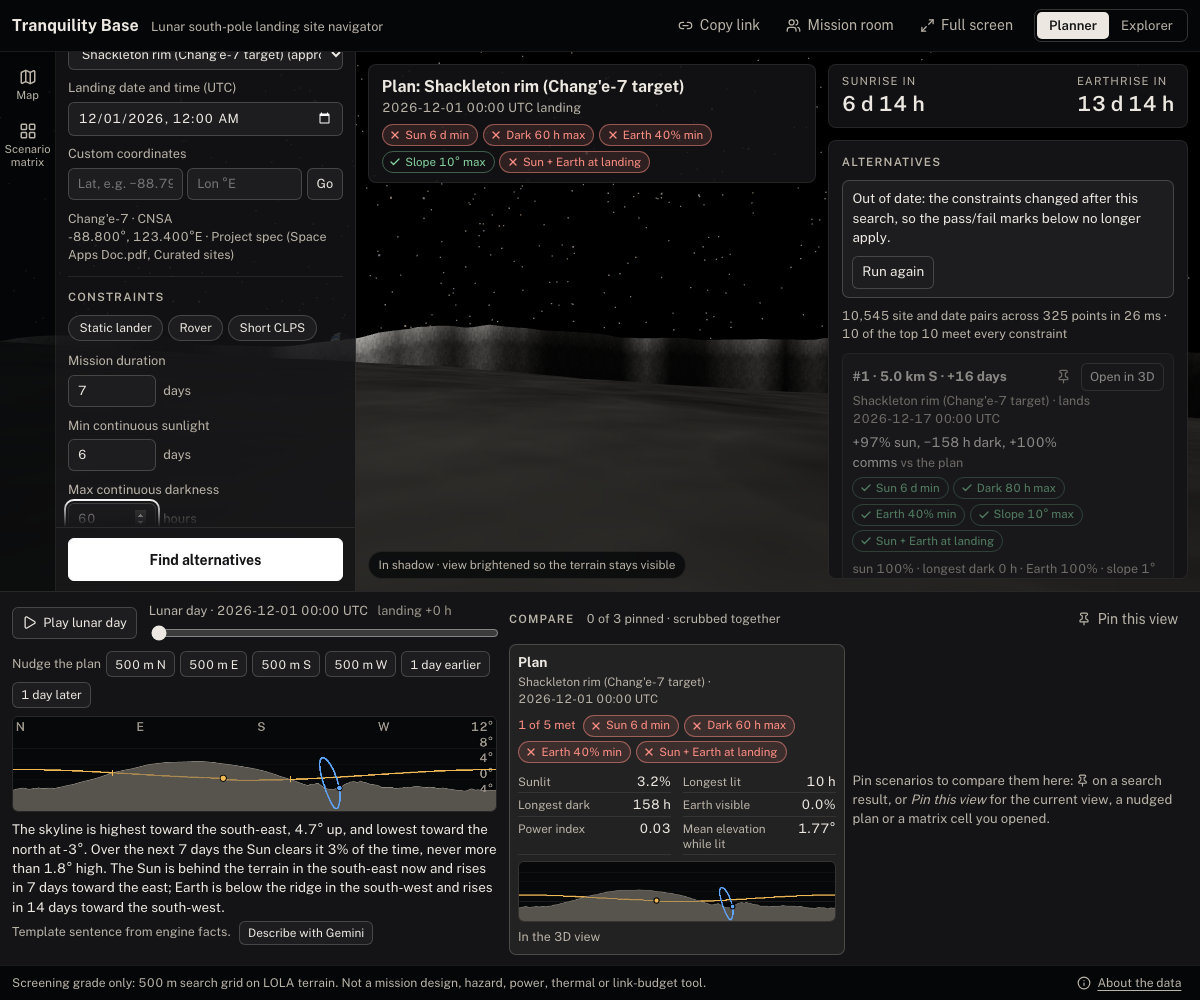 Tranquility Base
Lunar south-pole landing site navigator
Copy link
Mission room
Full screen
Planner
Explorer
Map
Scenario
matrix
Shackleton rim (Chang'e-7 target) (appro
Landing date and time (UTC)
12/01/2026, 12:00 AM
Custom coordinates
Lat, e.g. −88.79
Lon °E
Go
Chang'e-7 · CNSA
-88.800°, 123.400°E · Project spec (Space
Apps Doc.pdf, Curated sites)
CONSTRAINTS
Static lander
Rover
Short CLPS
Mission duration
7 days
Min continuous sunlight
6 days
Max continuous darkness
60 hours
Find alternatives
Plan: Shackleton rim (Chang'e-7 target)
2026-12-01 00:00 UTC landing
Sun 6 d min
Dark 60 h max
Earth 40% min
Slope 10° max
Sun + Earth at landing
In shadow · view brightened so the terrain stays visible
SUNRISE IN
6 d 14 h
EARTHRISE IN
13 d 14 h
ALTERNATIVES
Out of date: the constraints changed after this
search, so the pass/fail marks below no longer
apply.
Run again
10,545 site and date pairs across 325 points in 26 ms ·
10 of the top 10 meet every constraint
#1 · 5.0 km S · +16 days
Open in 3D
Shackleton rim (Chang'e-7 target) · lands
2026-12-17 00:00 UTC
+97% sun, −158 h dark, +100%
comms vs the plan
Sun 6 d min
Dark 80 h max
Earth 40% min
Slope 10° max
Sun + Earth at landing
sun 100% · longest dark 0 h · Earth 100% · slope 1°
Play lunar day
Lunar day · 2026-12-01 00:00 UTC landing +0 h
Nudge the plan
500 m N
500 m E
500 m S
500 m W
1 day earlier
1 day later
N E S W 12°
8°
4°
0°
4°
The skyline is highest toward the south-east, 4.7° up, and lowest toward the
north at -3°. Over the next 7 days the Sun clears it 3% of the time, never more
than 1.8° high. The Sun is behind the terrain in the south-east now and rises
in 7 days toward the east; Earth is below the ridge in the south-west and rises
in 14 days toward the south-west.
Template sentence from engine facts.
Describe with Gemini
COMPARE
0 of 3 pinned · scrubbed together
Pin this view
Plan
Shackleton rim (Chang'e-7 target) ·
2026-12-01 00:00 UTC
1 of 5 met
Sun 6 d min
Dark 60 h max
Earth 40% min
Sun + Earth at landing
Sunlit 3.2%
Longest lit 10 h
Longest dark 158 h
Earth visible 0.0%
Power index 0.03
Mean elevation
while lit 1.77°
In the 3D view
Pin scenarios to compare them here: on a search
result, or Pin this view for the current view, a nudged
plan or a matrix cell you opened.
Screening grade only: 500 m search grid on LOLA terrain. Not a mission design, hazard, power, thermal or link-budget tool.
About the data